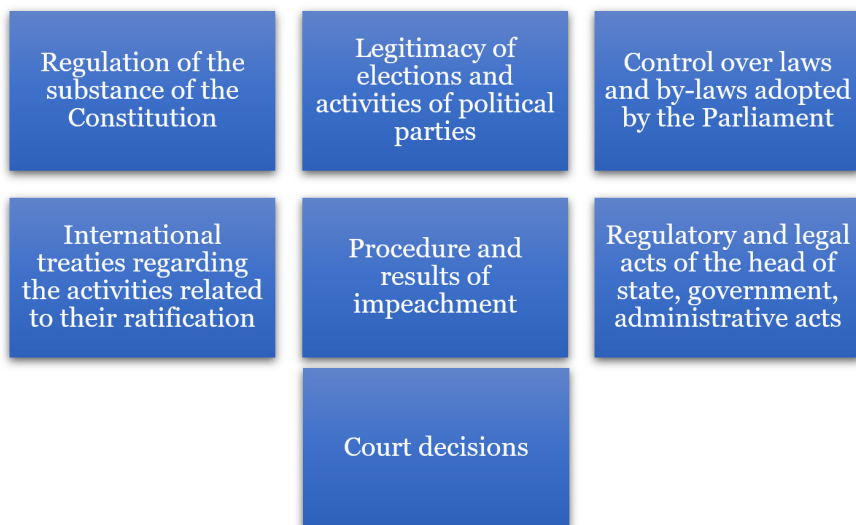 Regulation of the
substance of the
Constitution
Legitimacy of
elections and
activities of political
parties
Control over laws
and by-laws adopted
by the Parliament
International
treaties regarding
the activities related
to their ratification
Procedure and
results of
impeachment
Regulatory and legal
acts of the head of
state, government,
administrative acts
Court decisions